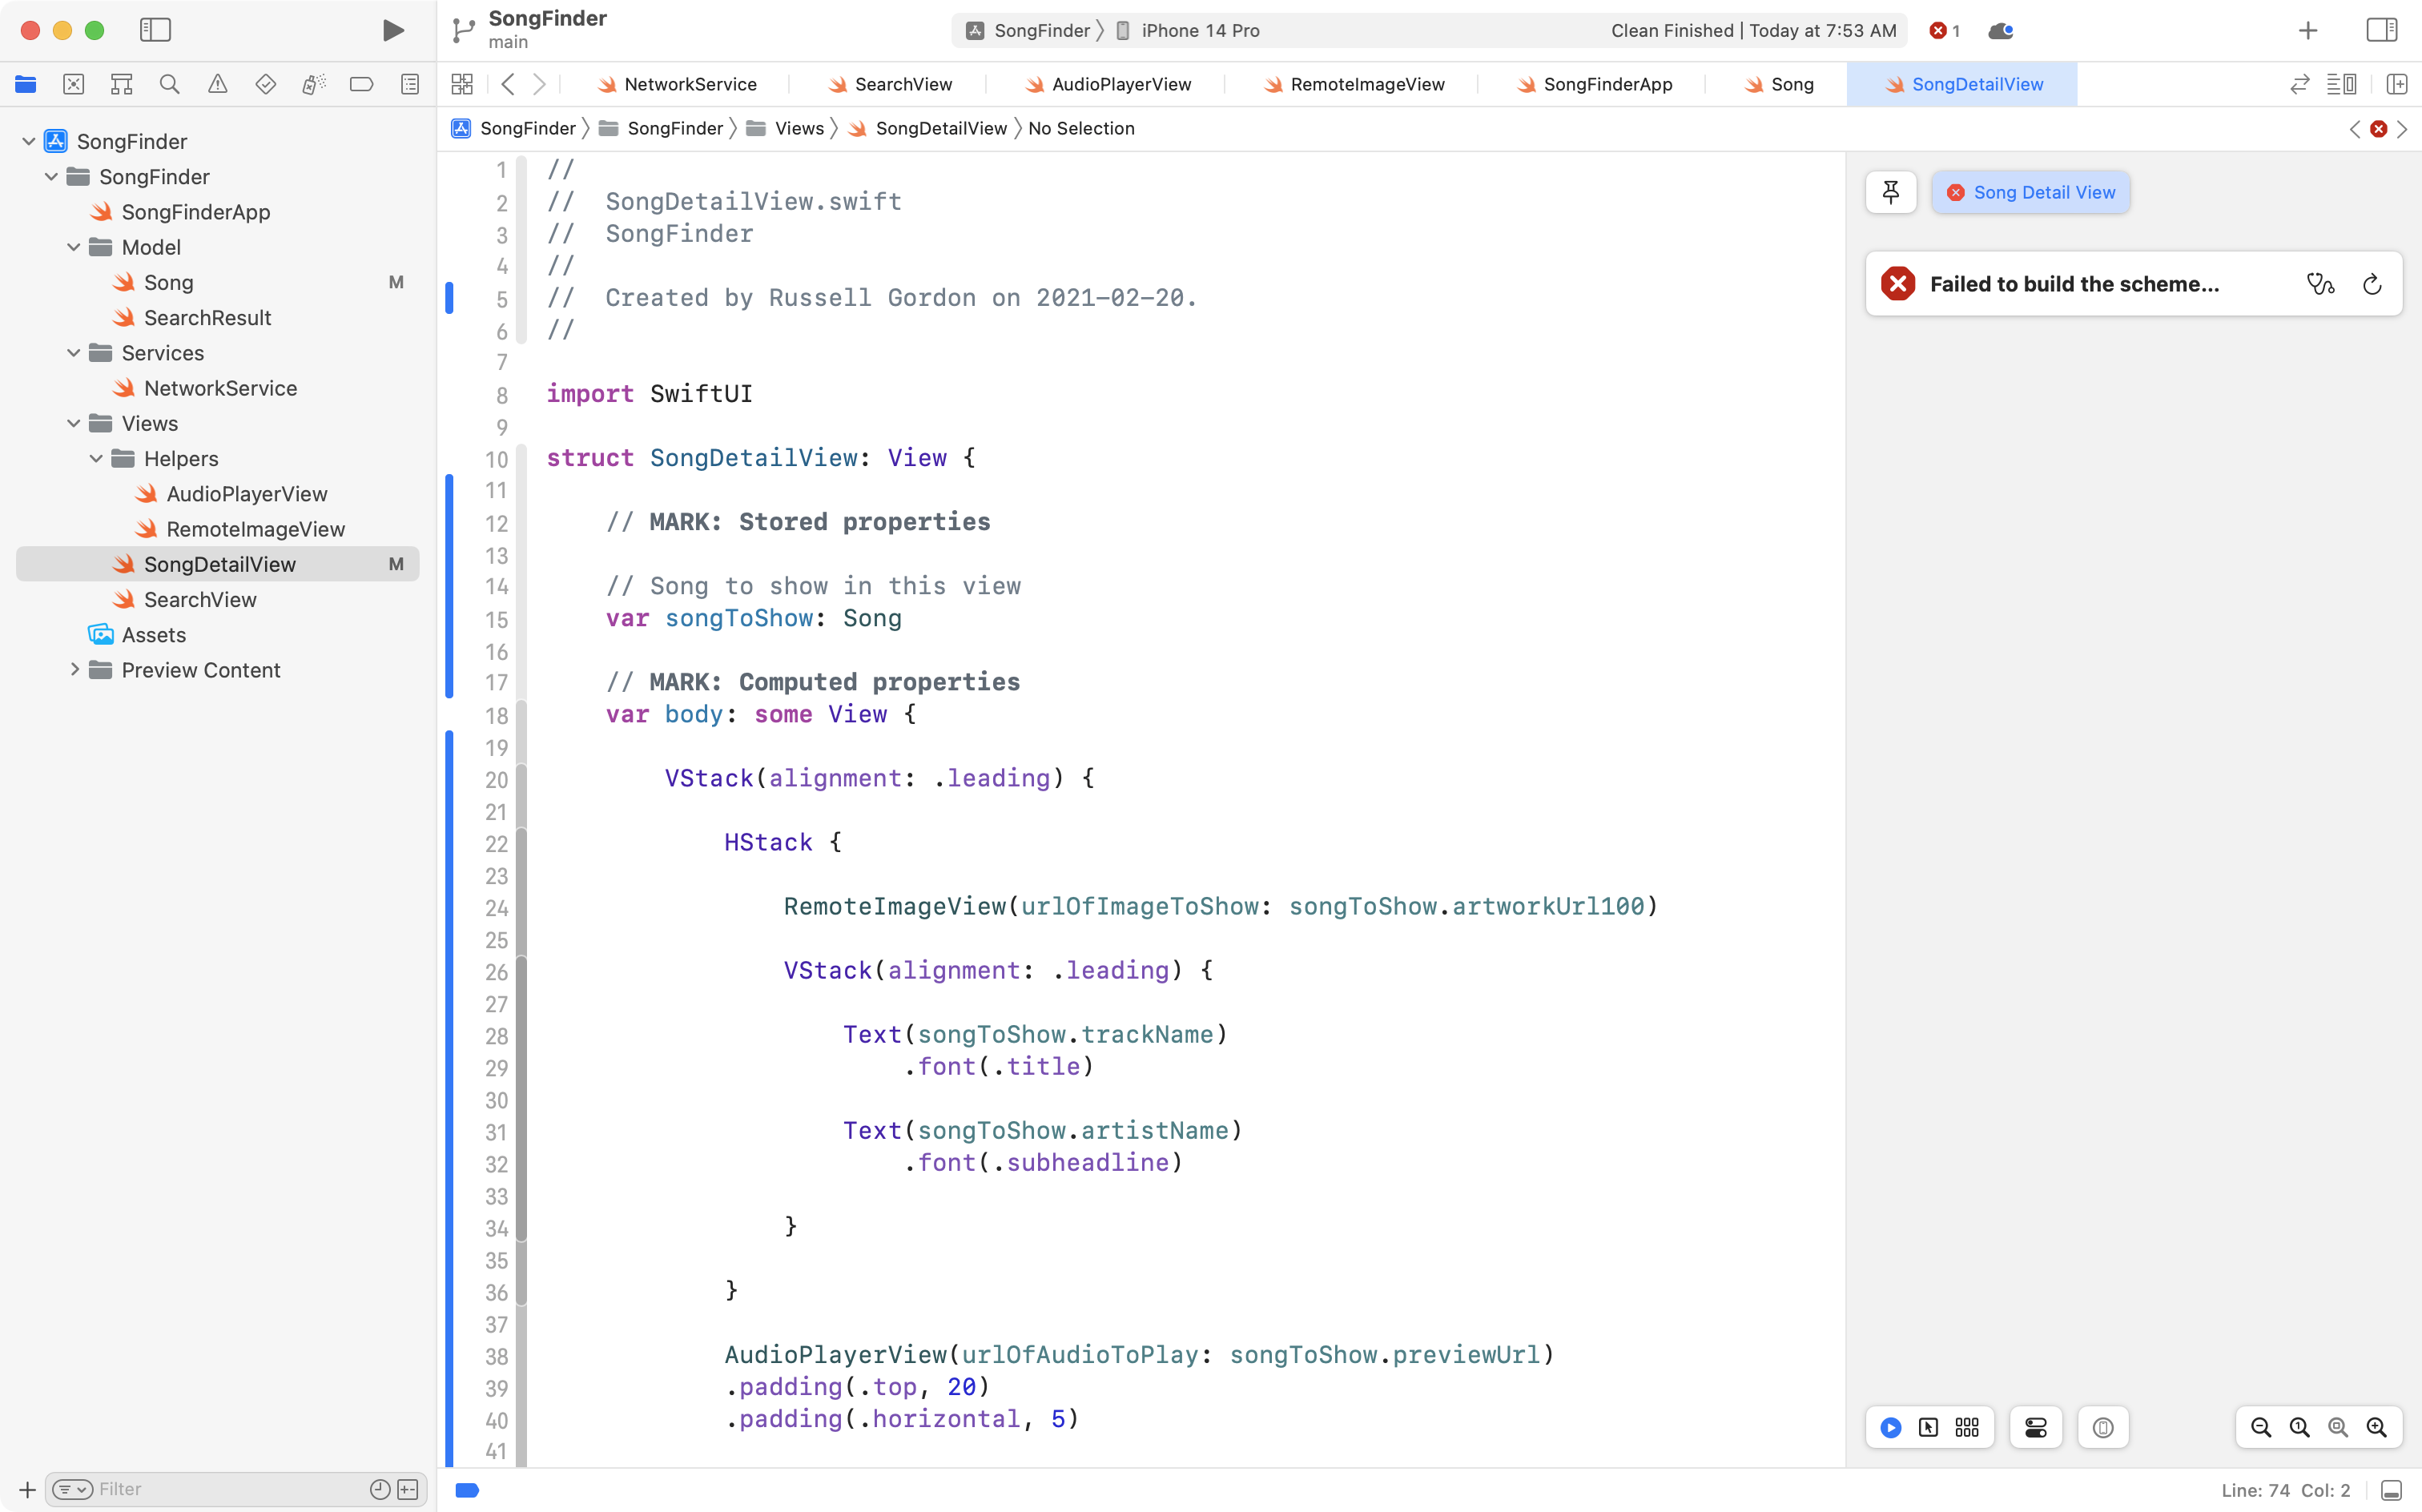 SongFinder
main
SongFinder
iPhone 14 Pro
Clean Finished | Today at 7:53 AM
1
NetworkService
SearchView
AudioPlayerView
RemoteImageView
SongFinderApp
Song
SongDetailView
SongFinder
SongFinder
Views
SongDetailView
No Selection
SongFinder
SongFinder
SongFinderApp
Model
Song M
SearchResult
Services
NetworkService
Views
Helpers
AudioPlayerView
RemoteImageView
SongDetailView M
SearchView
Assets
Preview Content
Filter
1 //
2 //  SongDetailView.swift
3 //  SongFinder
4 //
5 //  Created by Russell Gordon on 2021-02-20.
6 //
7
8 import SwiftUI
9
10 struct SongDetailView: View {
11
12     // MARK: Stored properties
13
14     // Song to show in this view
15     var songToShow: Song
16
17     // MARK: Computed properties
18     var body: some View {
19
20         VStack(alignment: .leading) {
21
22             HStack {
23
24                 RemoteImageView(urlOfImageToShow: songToShow.artworkUrl100)
25
26                 VStack(alignment: .leading) {
27
28                     Text(songToShow.trackName)
29                         .font(.title)
30
31                     Text(songToShow.artistName)
32                         .font(.subheadline)
33
34                 }
35
36             }
37
38             AudioPlayerView(urlOfAudioToPlay: songToShow.previewUrl)
39             .padding(.top, 20)
40             .padding(.horizontal, 5)
41
Song Detail View
Failed to build the scheme...
Line: 74 Col: 2